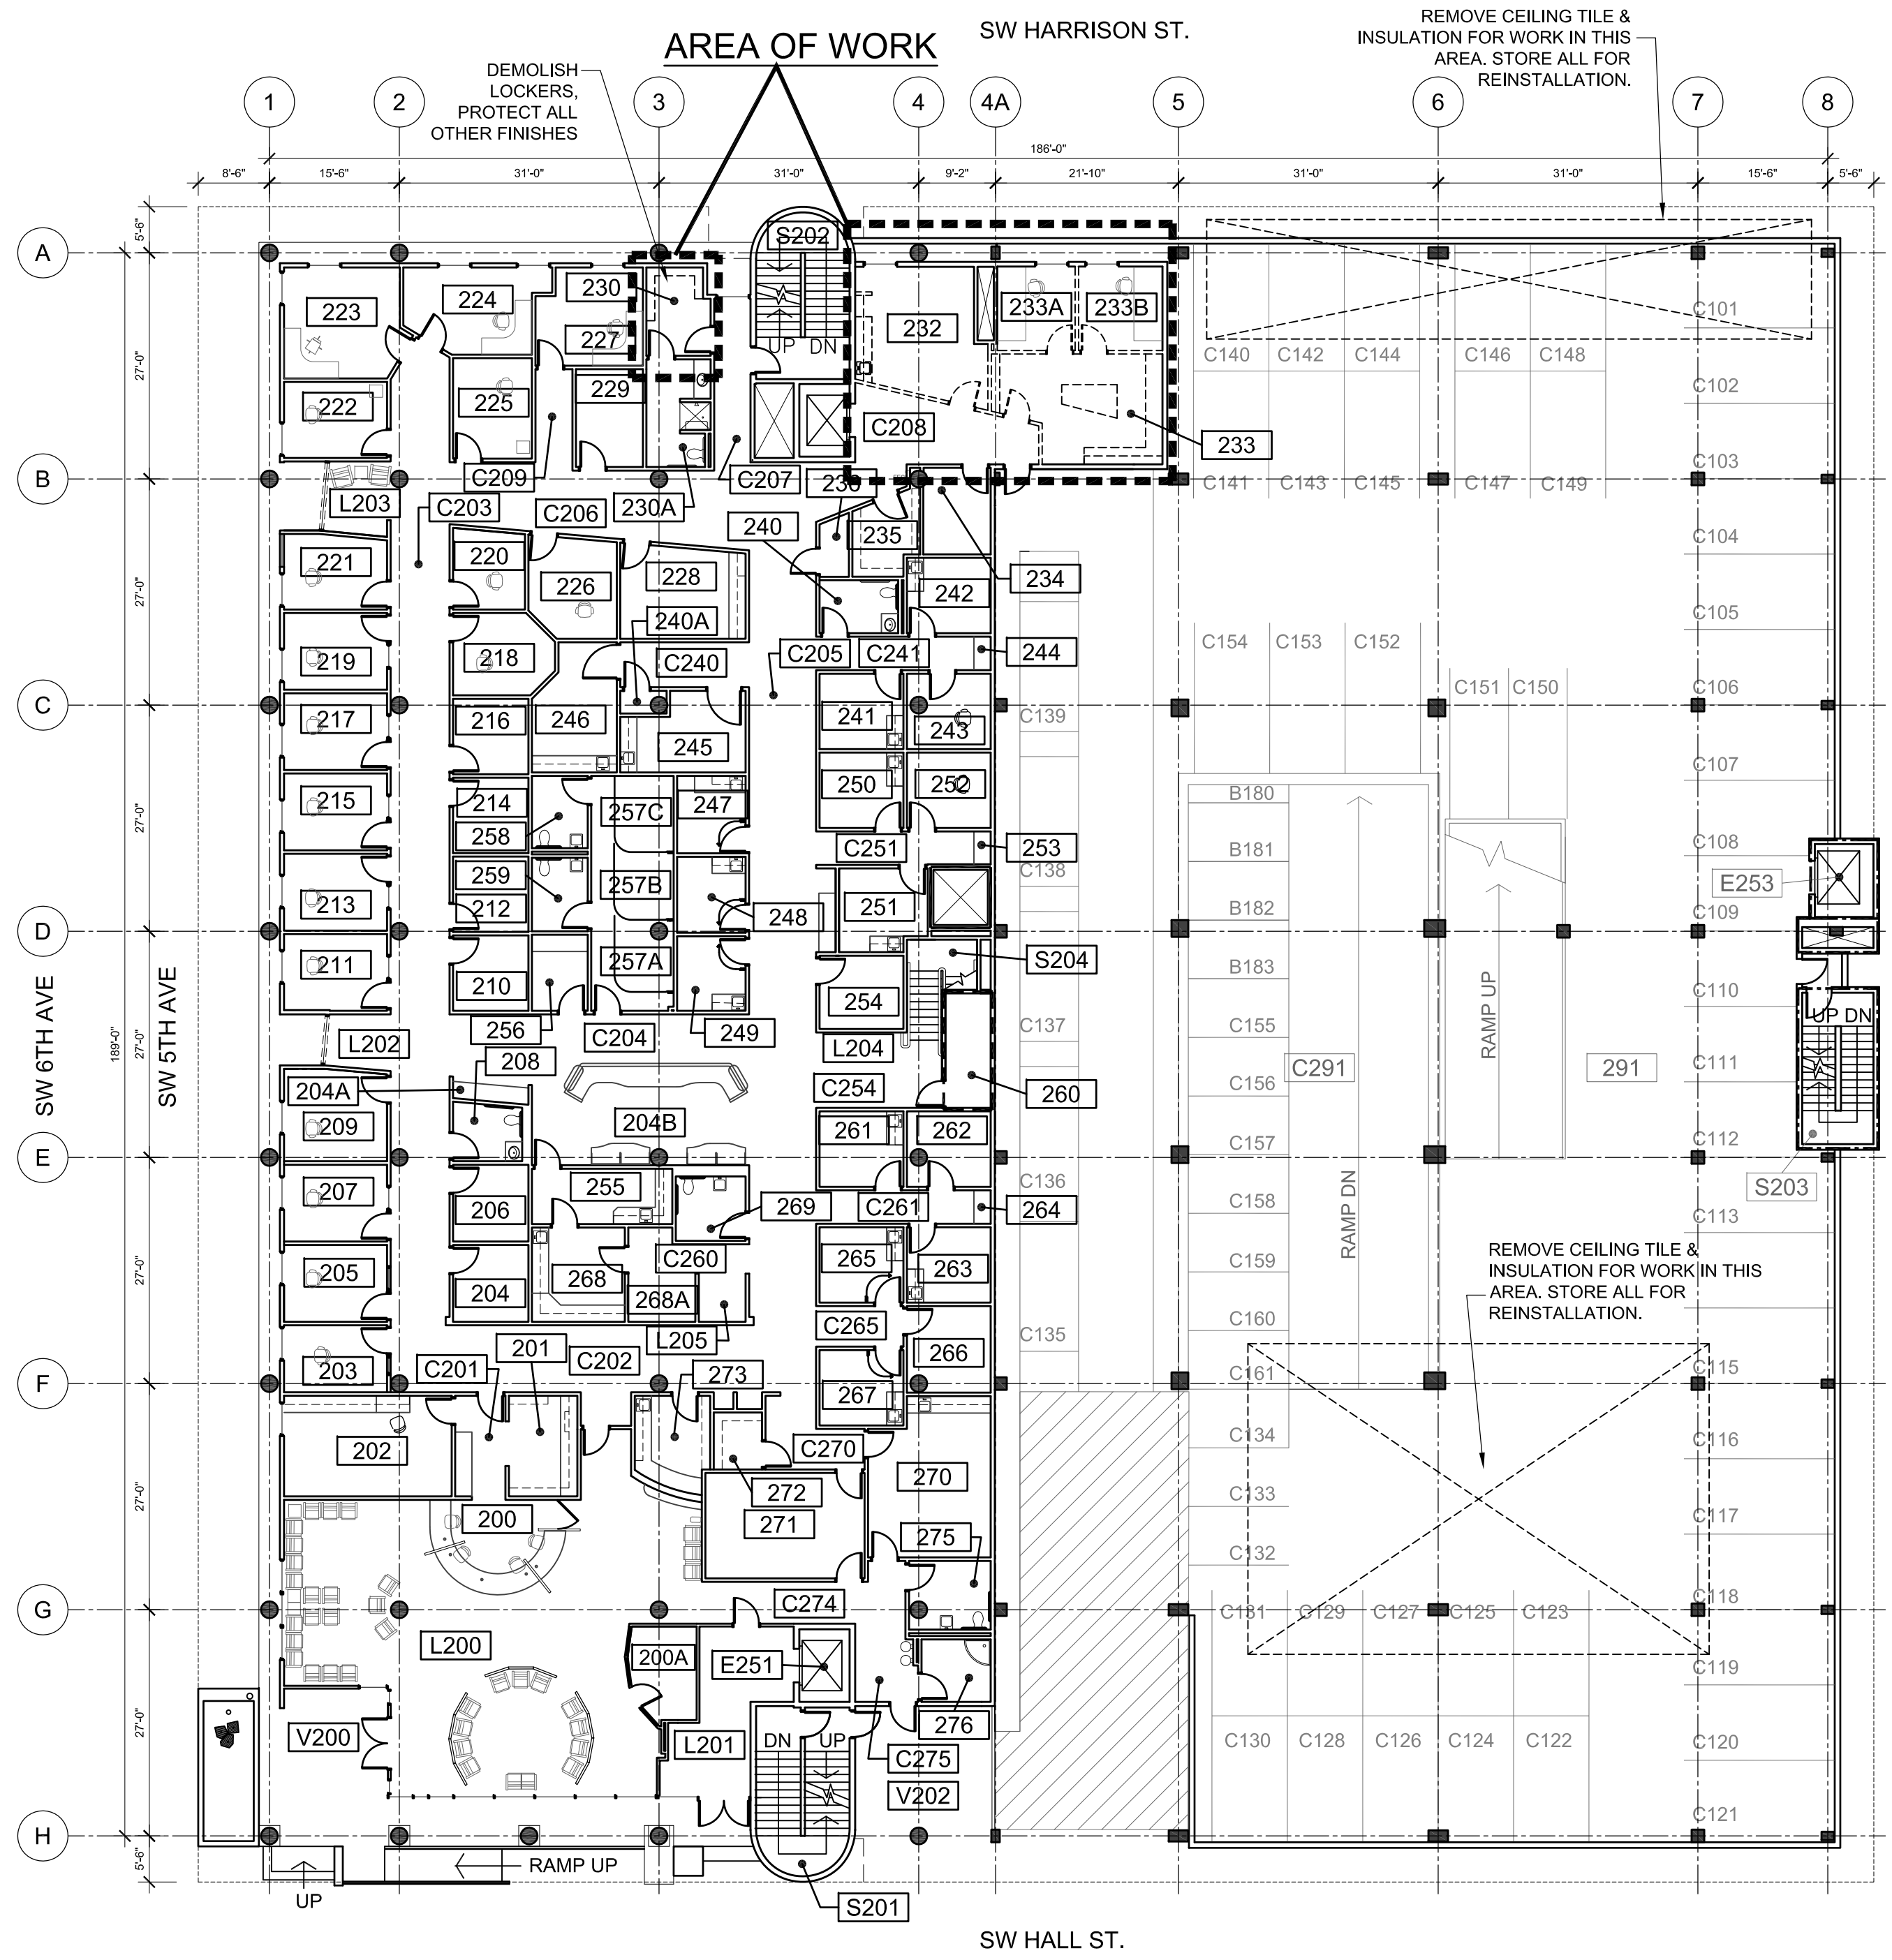 SW HARRISON ST.
AREA OF WORK
REMOVE CEILING TILE &
INSULATION FOR WORK IN THIS
AREA. STORE ALL FOR
REINSTALLATION.
DEMOLISH
LOCKERS,
PROTECT ALL
OTHER FINISHES
1 2 3 4 4A 5 6 7 8
186'-0"
8'-6" 15'-6" 31'-0" 31'-0" 9'-2" 21'-10" 31'-0" 31'-0" 15'-6" 5'-6"
5'-6"
A
S202
223 224 230 227 232 233A 233B
C101
UP DN
27'-0"
C140 C142 C144 C146 C148
222 225 229
C102
C208
233
C103
B
C209 C207 236
C141 C143 C145 C147 C149
L203 C203 C206 230A
240 235
C104
221 220 226 228 234
27'-0"
242
240A
C105
219 218 C240 C205 C241 244
C154 C153 C152
C151 C150
C106
C
217 216 246 245 241 243
C139
C107
215 214 257C 247 250 252
B180
258
27'-0"
C251 253
B181
C108
C138
259 257B
E253
213 212 248 251
B182
C109
D
211 210 257A S204
B183
254
C110
UP DN
256 C204 249
C137
C155
RAMP UP
189'-0"
27'-0"
SW 6TH AVE
SW 5TH AVE
L202 208 L204
C291 291
C111
204A C254 260
C156
209 204B 261 262
C157
C112
E
207 206 255 269 C261 264
C136
C158
S203
RAMP DN
C113
C260
205 204 268 268A 265 263
C159
27'-0"
REMOVE CEILING TILE &
INSULATION FOR WORK IN THIS
AREA. STORE ALL FOR
REINSTALLATION.
L205 C265
C160
201
C135
203 C201 C202 273 266
C161
C115
F
267
202 C270 270
C134
C116
272
C133
27'-0"
200 271 275
C117
C132
G
C274
C131 C129 C127 C125 C123
C118
L200 200A E251
C119
27'-0"
V200 L201 DN UP 276
C130 C128 C126 C124 C122
C120
C275
V202
C121
H
5'-6"
RAMP UP
UP
S201
SW HALL ST.